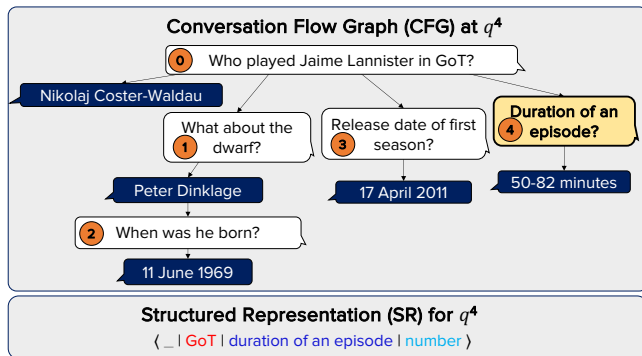 Conversation Flow Graph (CFG) at q⁴
0 Who played Jaime Lannister in GoT?
Nikolaj Coster-Waldau
What about the
1 dwarf?
Release date of first
3 season?
Duration of an
4 episode?
Peter Dinklage
17 April 2011
50-82 minutes
2 When was he born?
11 June 1969
Structured Representation (SR) for q⁴
⟨ _ | GoT | duration of an episode | number ⟩